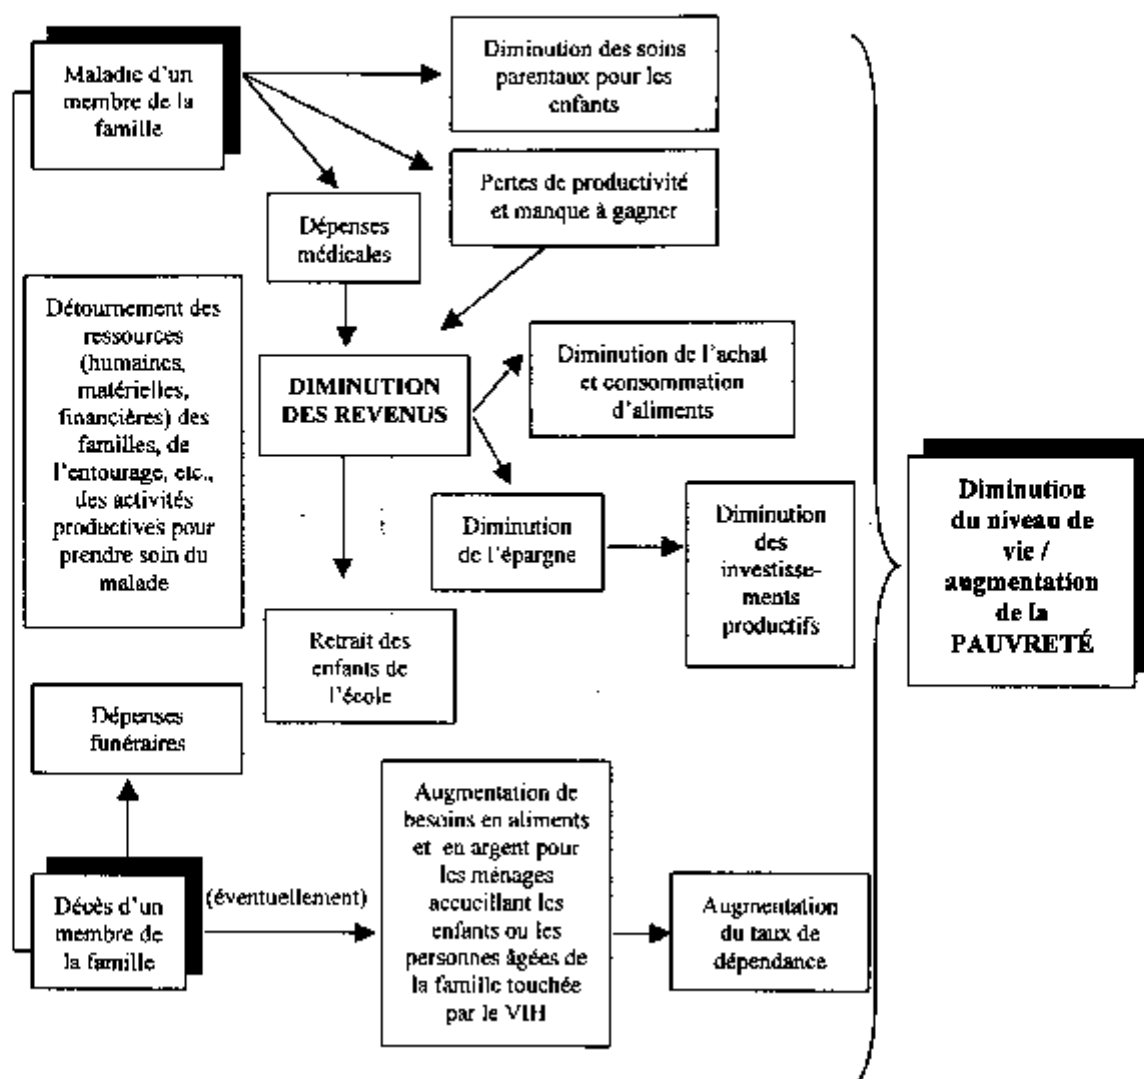 Maladie d'un
membre de la
famille
Diminution des soins
parentaux pour les
enfants
Pertes de productivité
et manque à gagner
Dépenses
médicales
Détournement des
ressources
(humaines,
matérielles,
financières) des
familles, de
l'entourage, etc.,
des activités
productives pour
prendre soin du
malade
DIMINUTION
DES REVENUS
Diminution de l'achat
et consommation
d'aliments
Diminution
de l'épargne
Diminution
des
investisse-
ments
productifs
Diminution
du niveau de
vie /
augmentation
de la
PAUVRETÉ
Retrait des
enfants de
l'école
Dépenses
funéraires
Décès d'un
membre de
la famille
(éventuellement)
Augmentation de
besoins en aliments
et en argent pour
les ménages
accueillant les
enfants ou les
personnes âgées de
la famille touchée
par le VIH
Augmentation
du taux de
dépendance